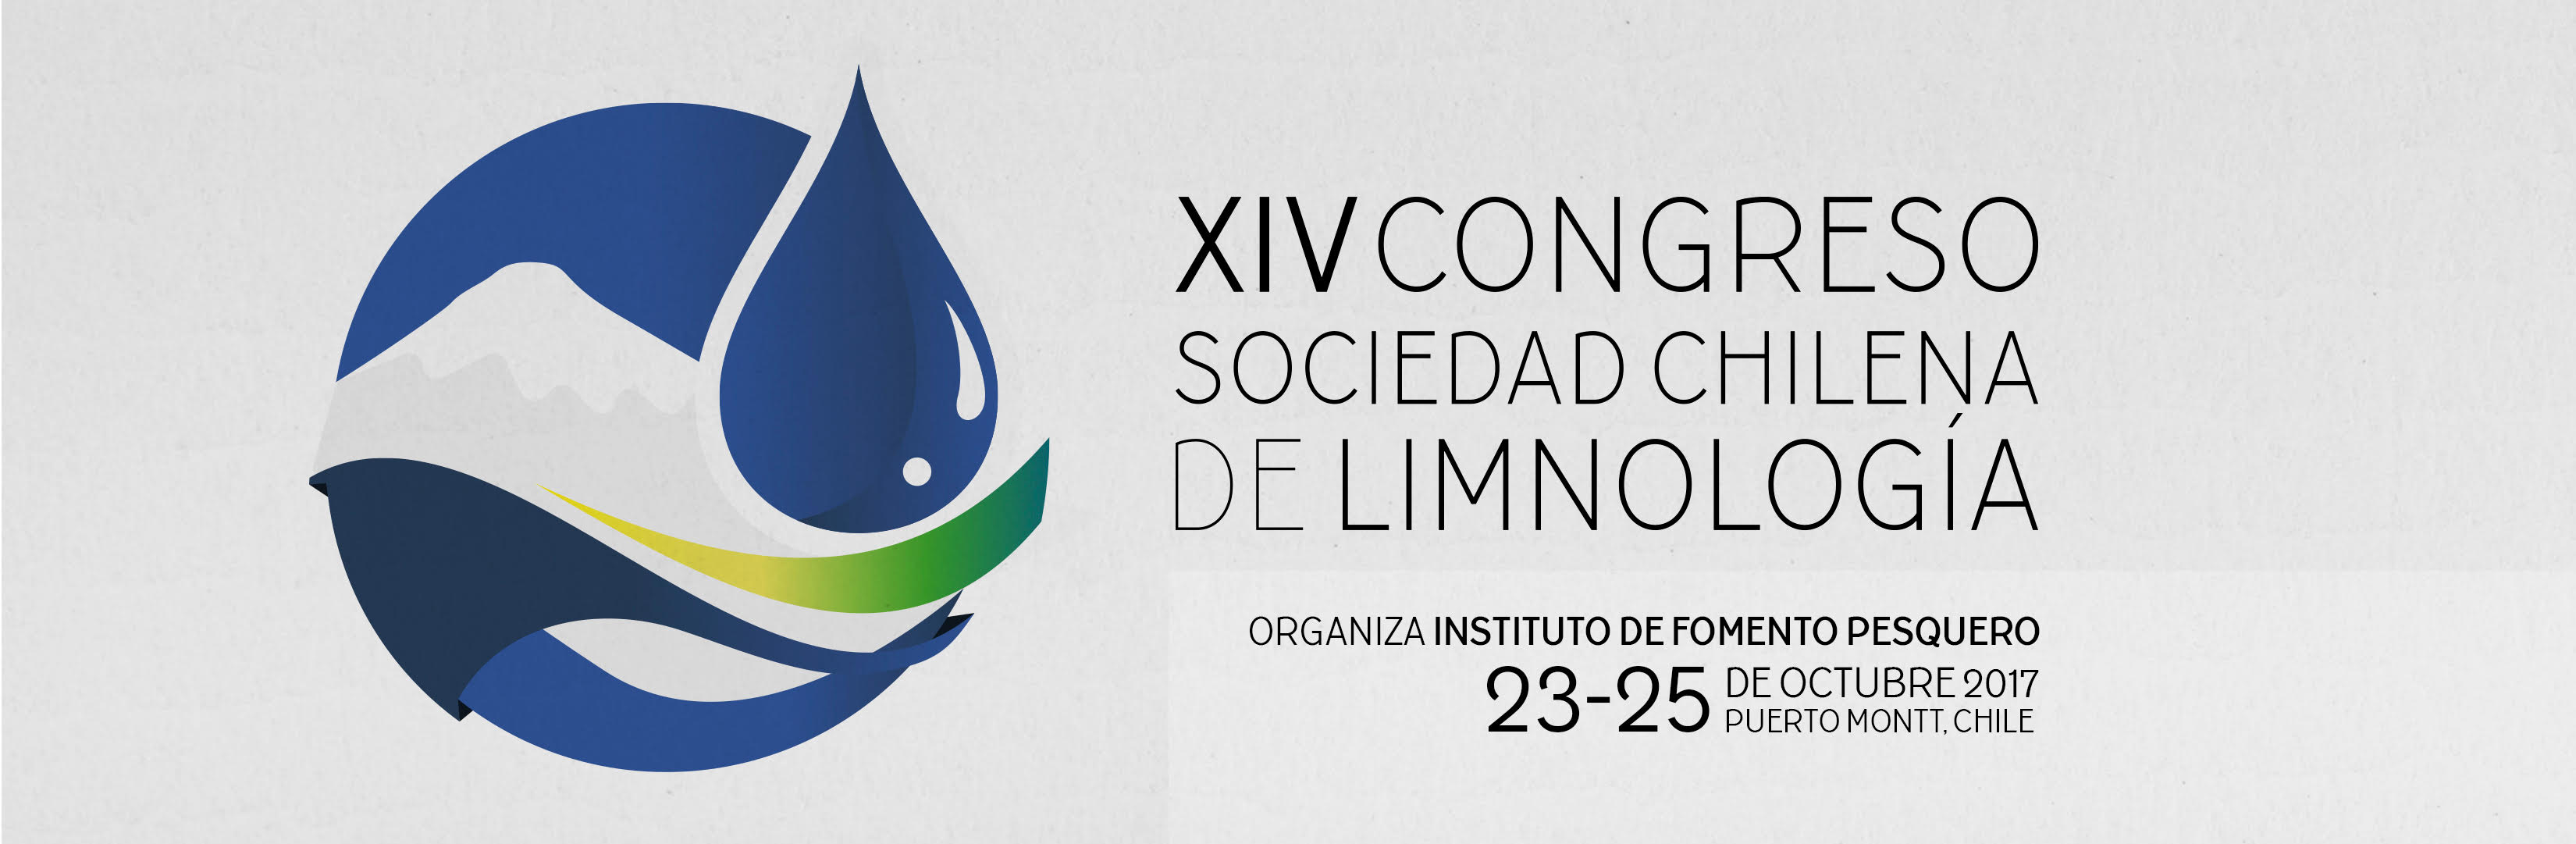 XIV CONGRESO
SOCIEDAD CHILENA
DE LIMNOLOGÍA
ORGANIZA INSTITUTO DE FOMENTO PESQUERO
23-25 DE OCTUBRE 2017
PUERTO MONTT, CHILE